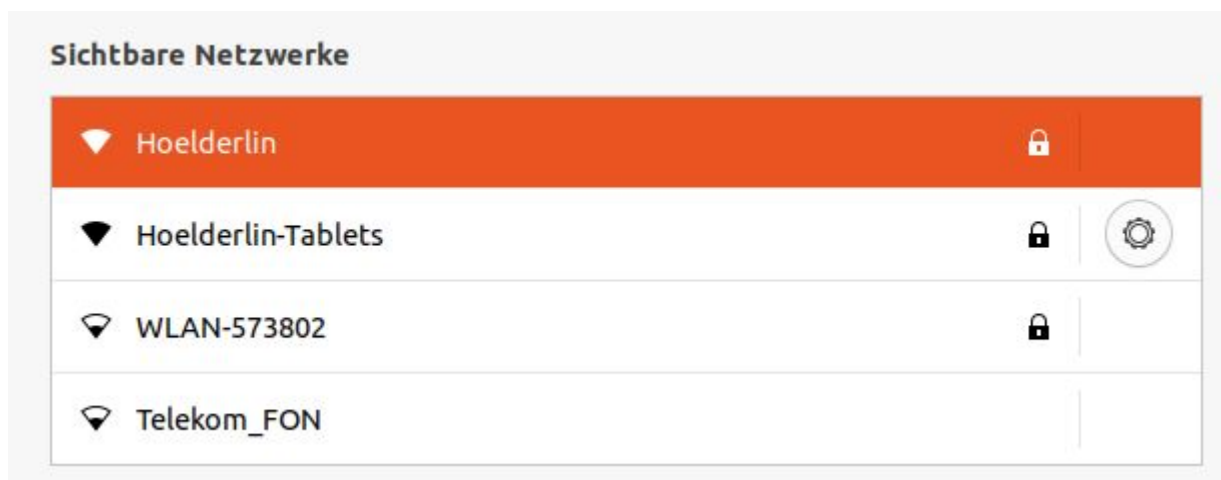 Sichtbare Netzwerke
Hoelderlin
Hoelderlin-Tablets
WLAN-573802
Telekom_FON